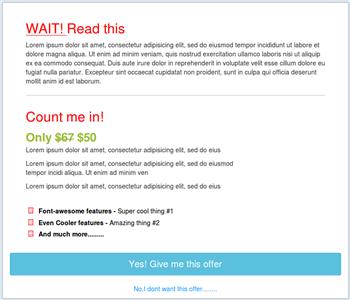 WAIT! Read this
Lorem ipsum dolor sit amet, consectetur adipisicing elit, sed do eiusmod tempor incididunt ut labore et
dolore magna aliqua. Ut enim ad minim veniam, quis nostrud exercitation ullamco laboris nisi ut aliquip
ex ea commodo consequat. Duis aute irure dolor in reprehenderit in voluptate velit esse cillum dolore eu
fugiat nulla pariatur. Excepteur sint occaecat cupidatat non proident, sunt in culpa qui officia deserunt
mollit anim id est laborum.
Count me in!
Only $67 $50
Lorem ipsum dolor sit amet, consectetur adipisicing elit, sed do eius
Lorem ipsum dolor sit amet, consectetur adipisicing elit, sed do eiusmod
tempor incidi aliqua. Ut enim ad minim ven
Lorem ipsum dolor sit amet, consectetur adipisicing elit, sed do eius
Font-awesome features - Super cool thing #1
Even Cooler features - Amazing thing #2
And much more.........
Yes! Give me this offer
No,I dont want this offer........